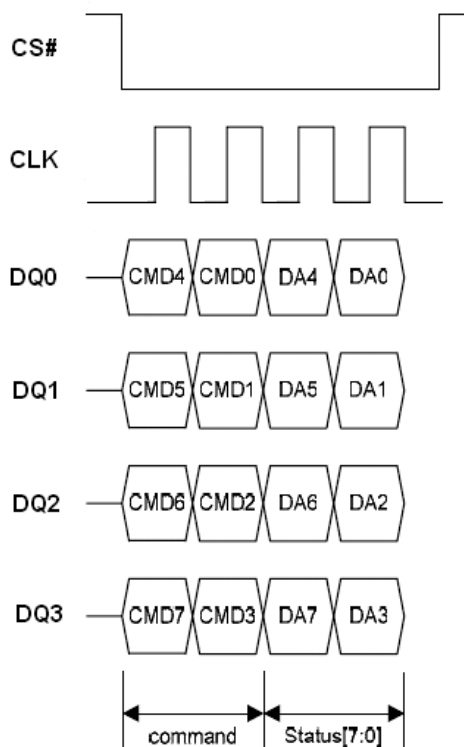 CS#
CLK
DQ0 CMD4 CMD0 DA4 DA0
DQ1 CMD5 CMD1 DA5 DA1
DQ2 CMD6 CMD2 DA6 DA2
DQ3 CMD7 CMD3 DA7 DA3
command Status[7:0]